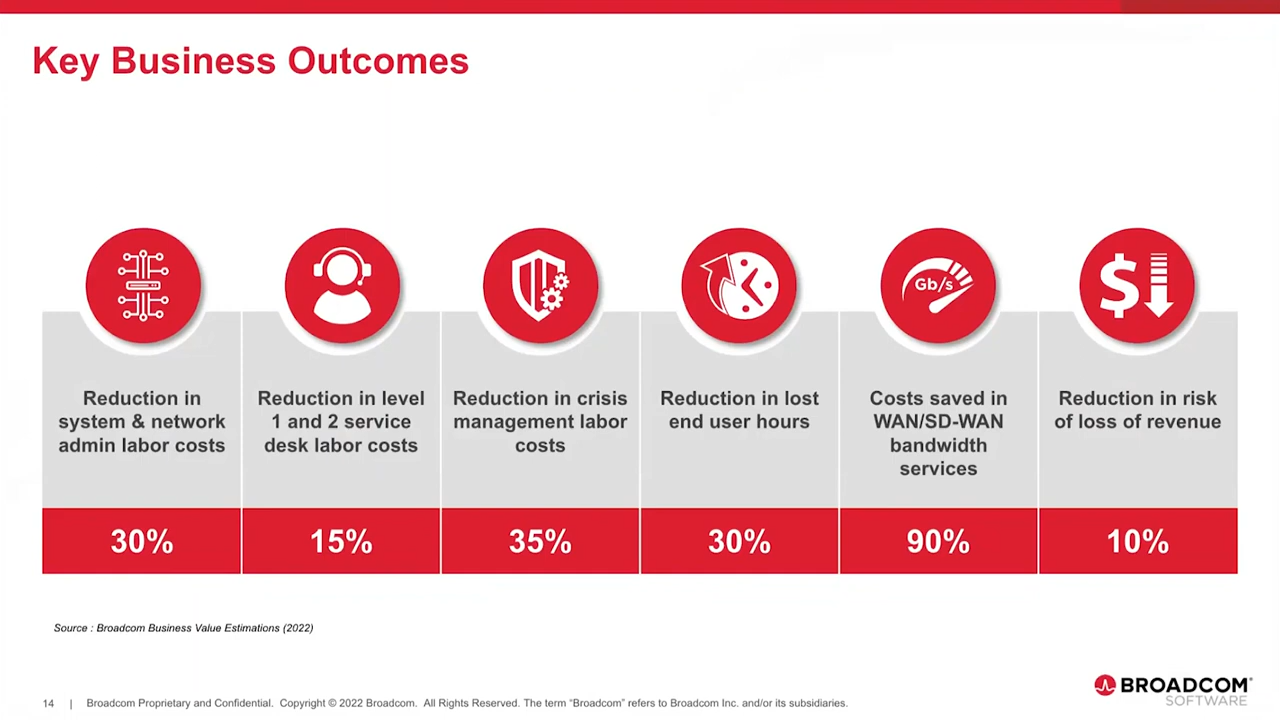 Key Business Outcomes
Gb/s
$
Reduction in
system & network
admin labor costs
Reduction in level
1 and 2 service
desk labor costs
Reduction in crisis
management labor
costs
Reduction in lost
end user hours
Costs saved in
WAN/SD-WAN
bandwidth
services
Reduction in risk
of loss of revenue
30%
15%
35%
30%
90%
10%
Source : Broadcom Business Value Estimations (2022)
14 | Broadcom Proprietary and Confidential. Copyright © 2022 Broadcom. All Rights Reserved. The term “Broadcom” refers to Broadcom Inc. and/or its subsidiaries.
BROADCOM®
SOFTWARE